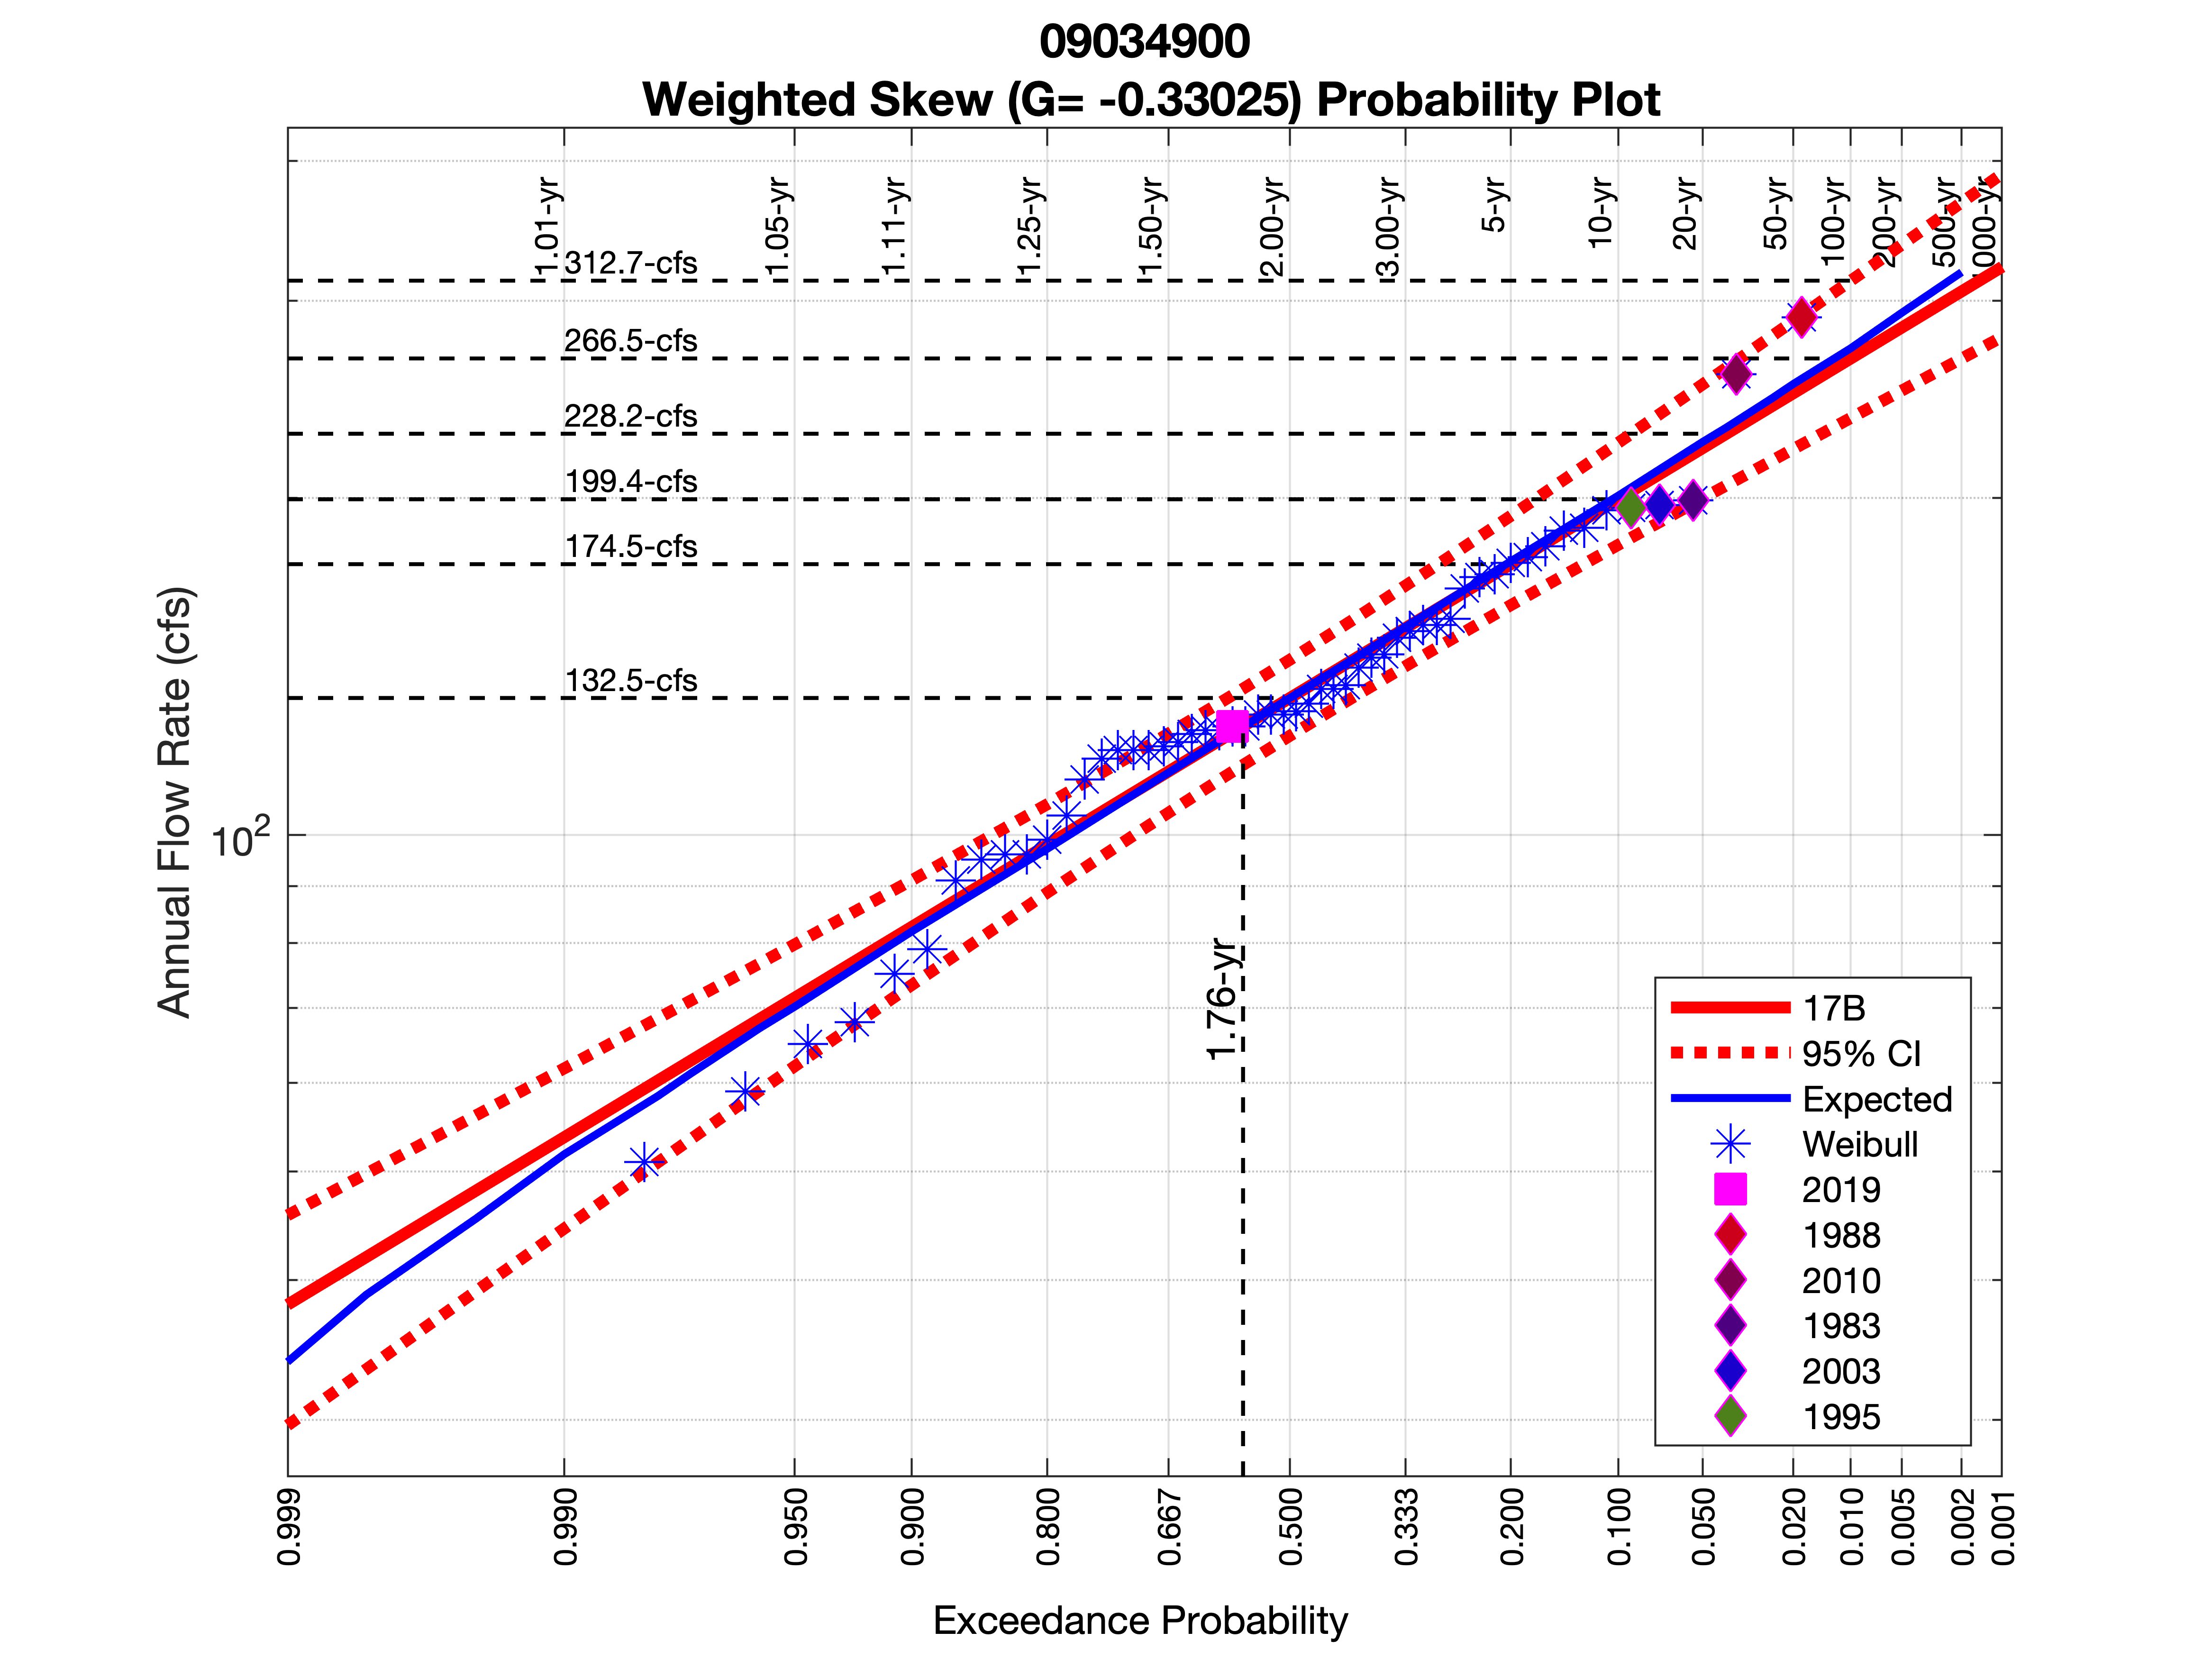 09034900
Weighted Skew (G= -0.33025) Probability Plot
1.01-yr
1.05-yr
1.11-yr
1.25-yr
1.50-yr
2.00-yr
3.00-yr
5-yr
10-yr
20-yr
50-yr
100-yr
200-yr
500-yr
1000-yr
312.7-cfs
266.5-cfs
228.2-cfs
199.4-cfs
174.5-cfs
132.5-cfs
1.76-yr
Annual Flow Rate (cfs)
10²
17B
95% CI
Expected
Weibull
2019
1988
2010
1983
2003
1995
0.999
0.990
0.950
0.900
0.800
0.667
0.500
0.333
0.200
0.100
0.050
0.020
0.010
0.005
0.002
0.001
Exceedance Probability